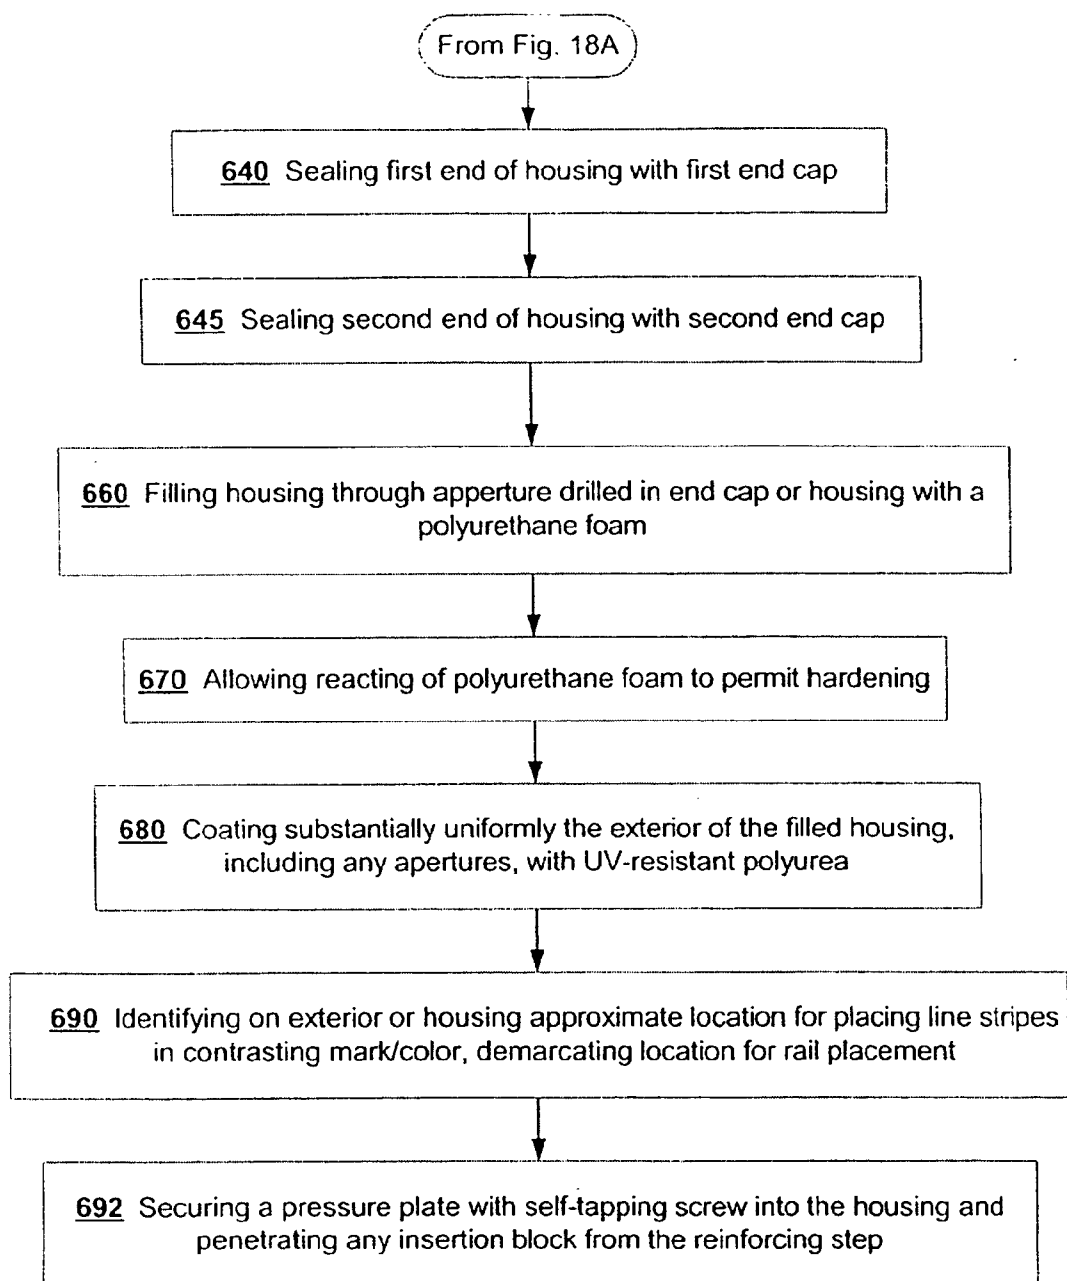 From Fig. 18A
640 Sealing first end of housing with first end cap
645 Sealing second end of housing with second end cap
660 Filling housing through apperture drilled in end cap or housing with a
polyurethane foam
670 Allowing reacting of polyurethane foam to permit hardening
680 Coating substantially uniformly the exterior of the filled housing,
including any apertures, with UV-resistant polyurea
690 Identifying on exterior or housing approximate location for placing line stripes
in contrasting mark/color, demarcating location for rail placement
692 Securing a pressure plate with self-tapping screw into the housing and
penetrating any insertion block from the reinforcing step